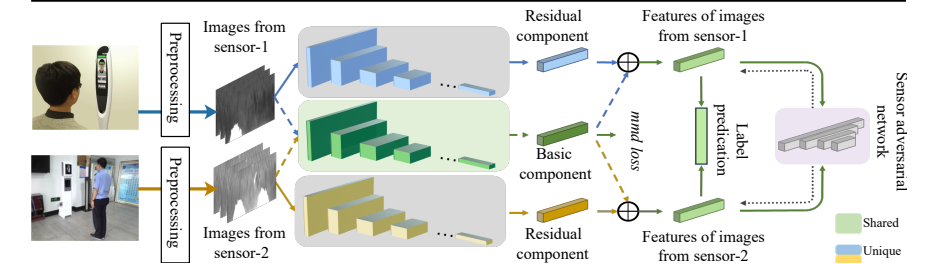 Preprocessing
Images from
sensor-1
Residual
component
Features of images
from sensor-1
Preprocessing
Images from
sensor-2
Basic
component
mmd loss
Label
predication
Sensor adversarial
network
Residual
component
Features of images
from sensor-2
Shared
Unique